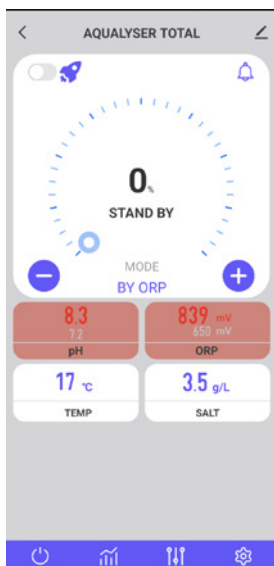 AQUALYSER TOTAL
0%
STAND BY
MODE
BY ORP
8.3
7.2
pH
839 mV
650 mV
ORP
17 °C
TEMP
3.5 g/L
SALT